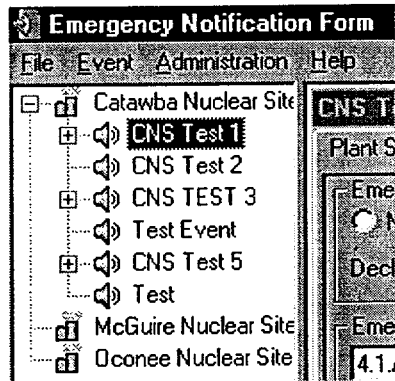 Emergency Notification Form
File Event Administration Help
Catawba Nuclear Site
CNS Test 1
CNS Test 2
CNS TEST 3
Test Event
CNS Test 5
Test
McGuire Nuclear Site
Oconee Nuclear Site
CNS T
Plant S
Eme
N
Decl
Eme
4.1.A